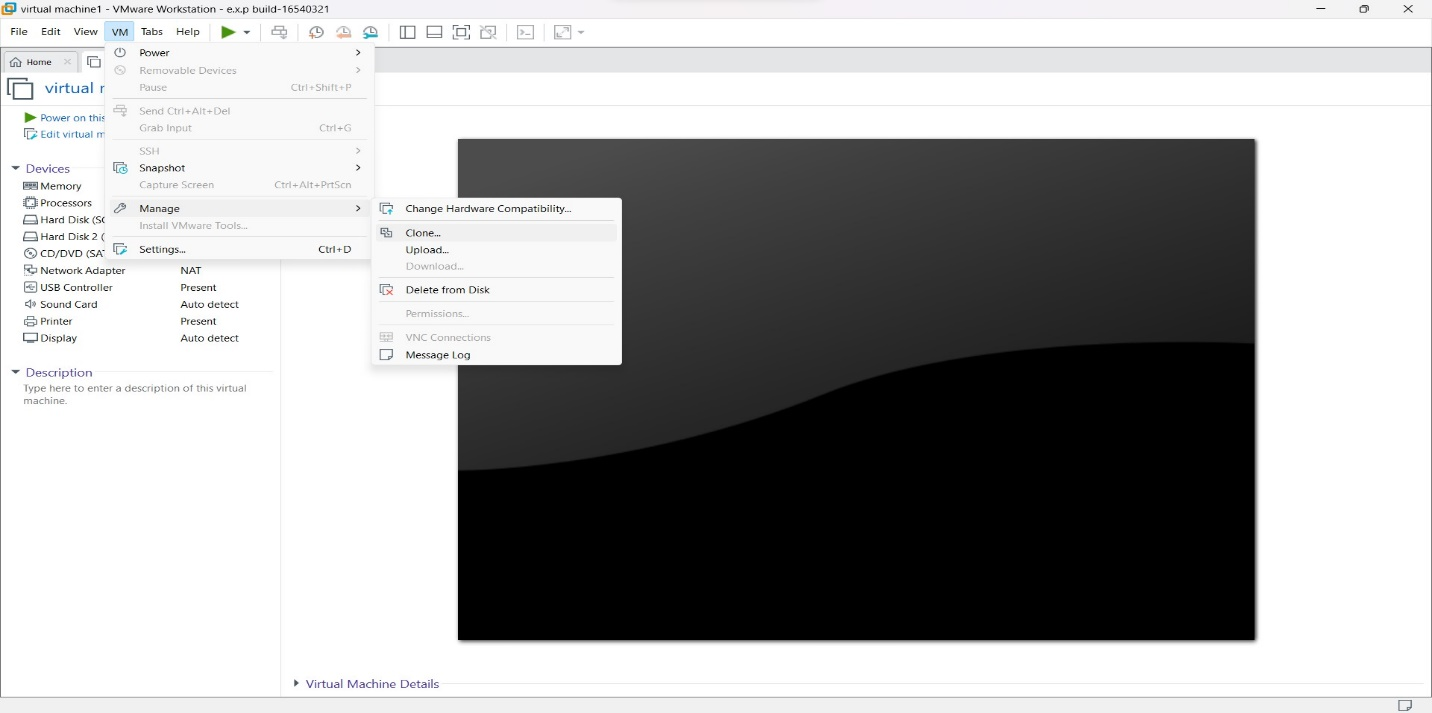 virtual machine1 - VMware Workstation - e.x.p build-16540321
File Edit View VM Tabs Help
Home
virtual
Power on this
Edit virtual
Power
Removable Devices
Pause Ctrl+Shift+P
Send Ctrl+Alt+Del
Grab Input Ctrl+G
SSH
Snapshot
Capture Screen Ctrl+Alt+PrtScn
Manage
Install VMware Tools...
Settings... Ctrl+D
Change Hardware Compatibility...
Clone...
Upload...
Download...
Delete from Disk
Permissions...
VNC Connections
Message Log
Devices
Memory
Processors
Hard Disk (SC
Hard Disk 2 (
CD/DVD (SAT
Network Adapter NAT
USB Controller Present
Sound Card Auto detect
Printer Present
Display Auto detect
Description
Type here to enter a description of this virtual
machine.
Virtual Machine Details